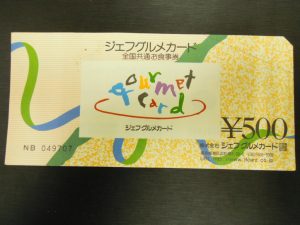 ジェフグルメカード
全国共通お食事券
gourmet
card
ジェフグルメカード
¥500
株式会社 ジェフグルメカード
NB 049707